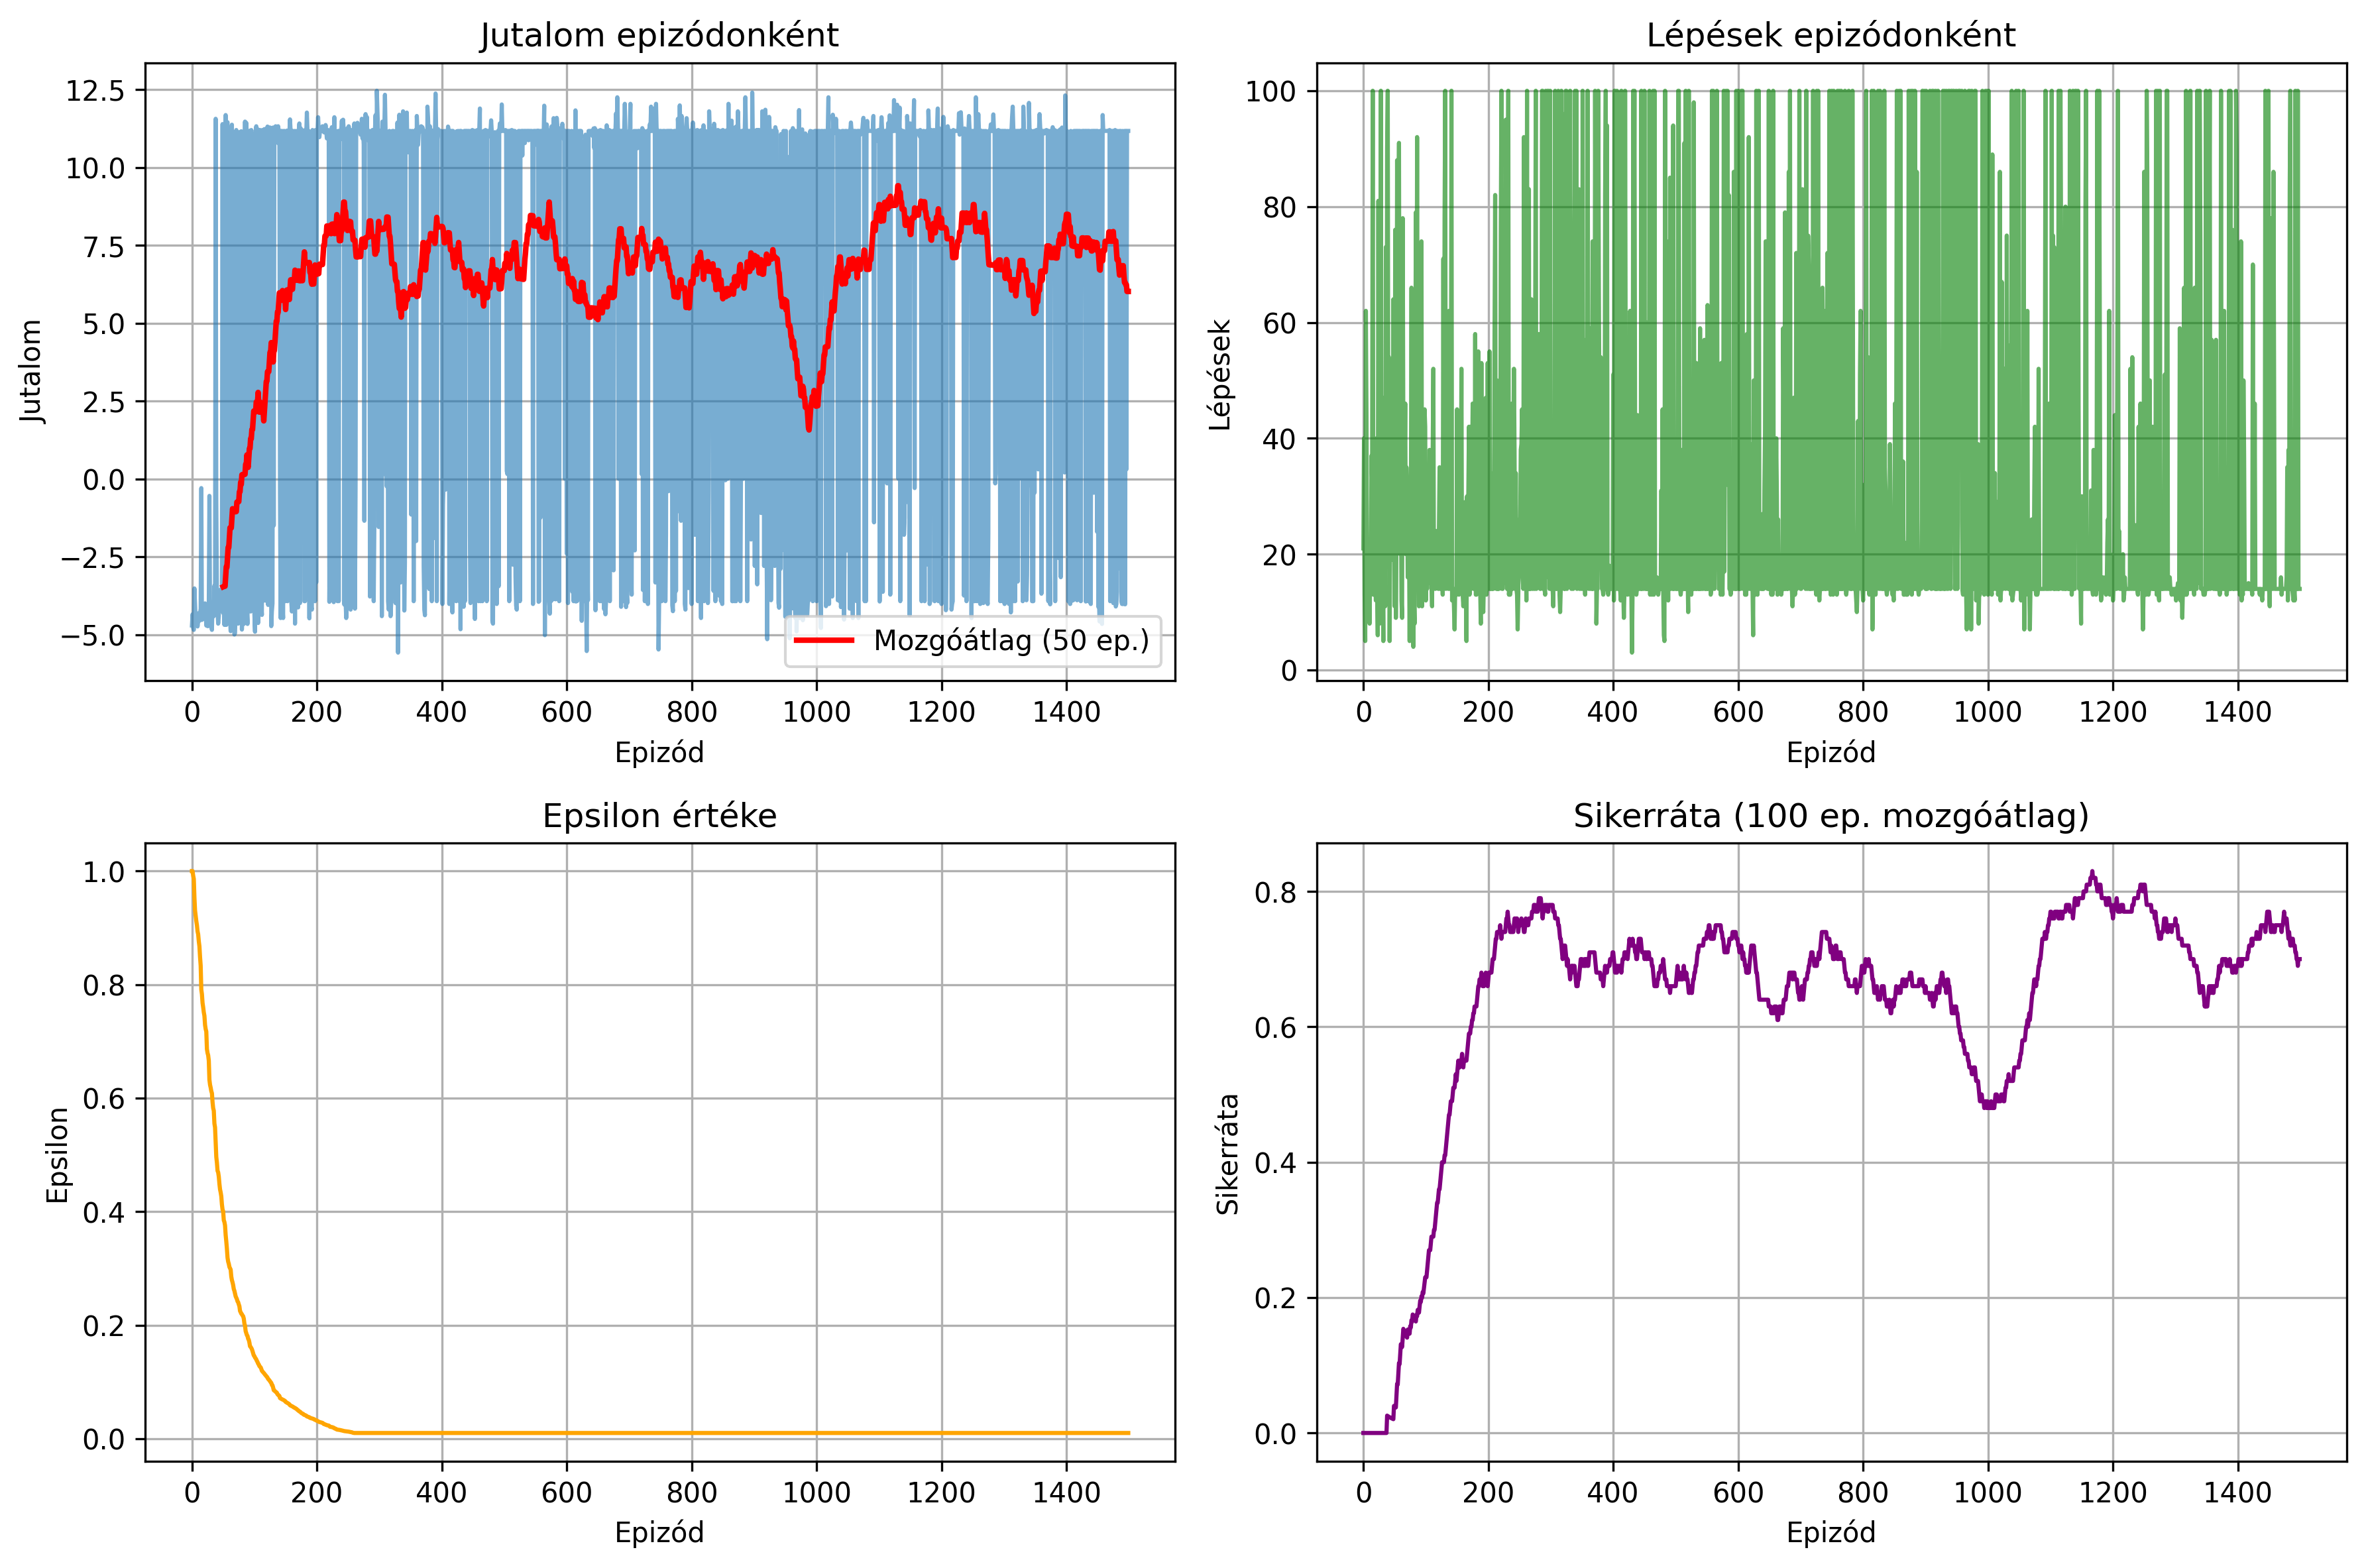 Jutalom epizódonként
12.5
10.0
7.5
5.0
2.5
0.0
−2.5
−5.0
Jutalom
Mozgóátlag (50 ep.)
0 200 400 600 800 1000 1200 1400
Epizód
Lépések epizódonként
100
80
60
40
20
0
Lépések
0 200 400 600 800 1000 1200 1400
Epizód
Epsilon értéke
1.0
0.8
0.6
0.4
0.2
0.0
Epsilon
0 200 400 600 800 1000 1200 1400
Epizód
Sikerráta (100 ep. mozgóátlag)
0.8
0.6
0.4
0.2
0.0
Sikerráta
0 200 400 600 800 1000 1200 1400
Epizód